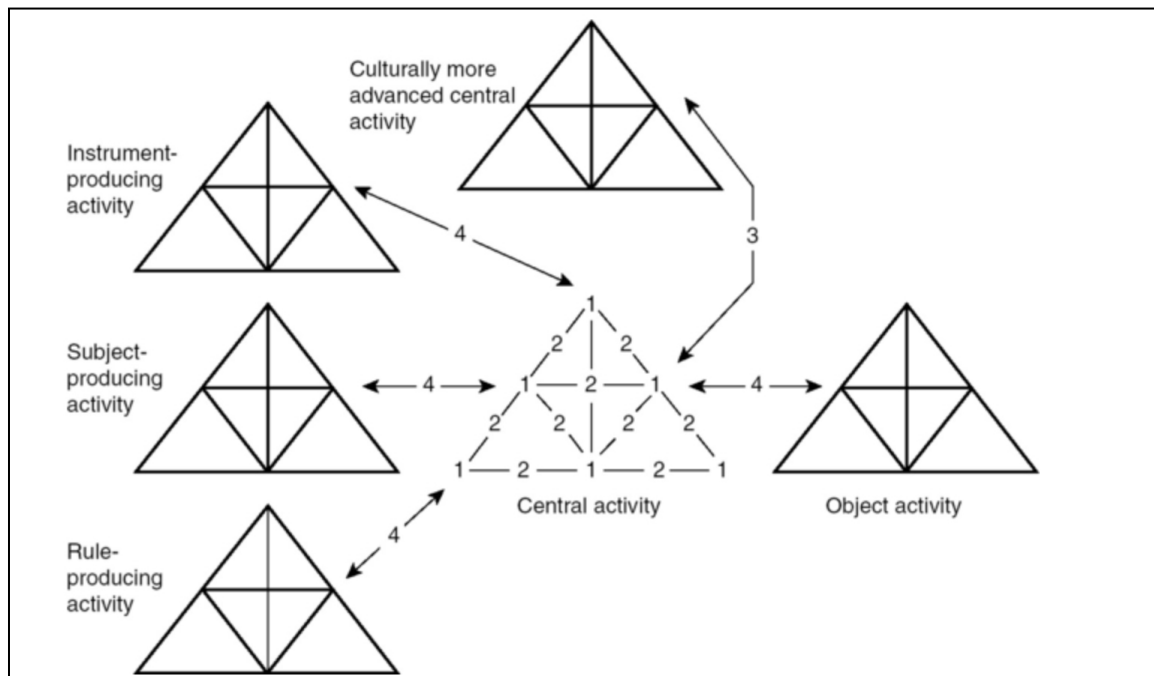 Culturally more
advanced central
activity
Instrument-
producing
activity
4
3
1
2 2
Subject-
producing
activity
4
1 2 1
4
2 2 2 2
1 2 1 2 1
Central activity
Object activity
4
Rule-
producing
activity